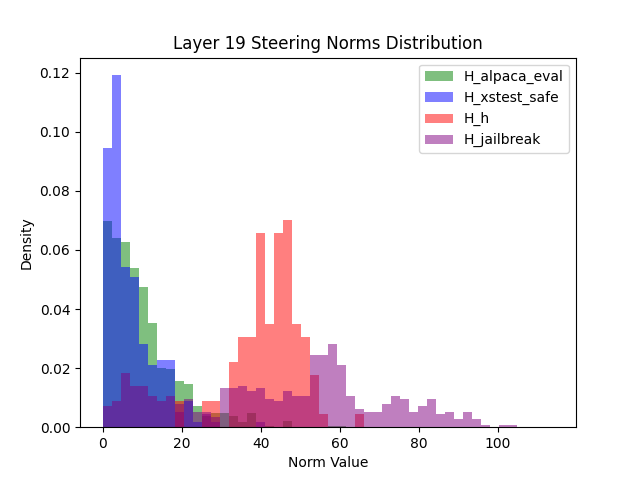 Layer 19 Steering Norms Distribution
H_alpaca_eval
H_xstest_safe
H_h
H_jailbreak
Density
0.12
0.10
0.08
0.06
0.04
0.02
0.00
0 20 40 60 80 100
Norm Value